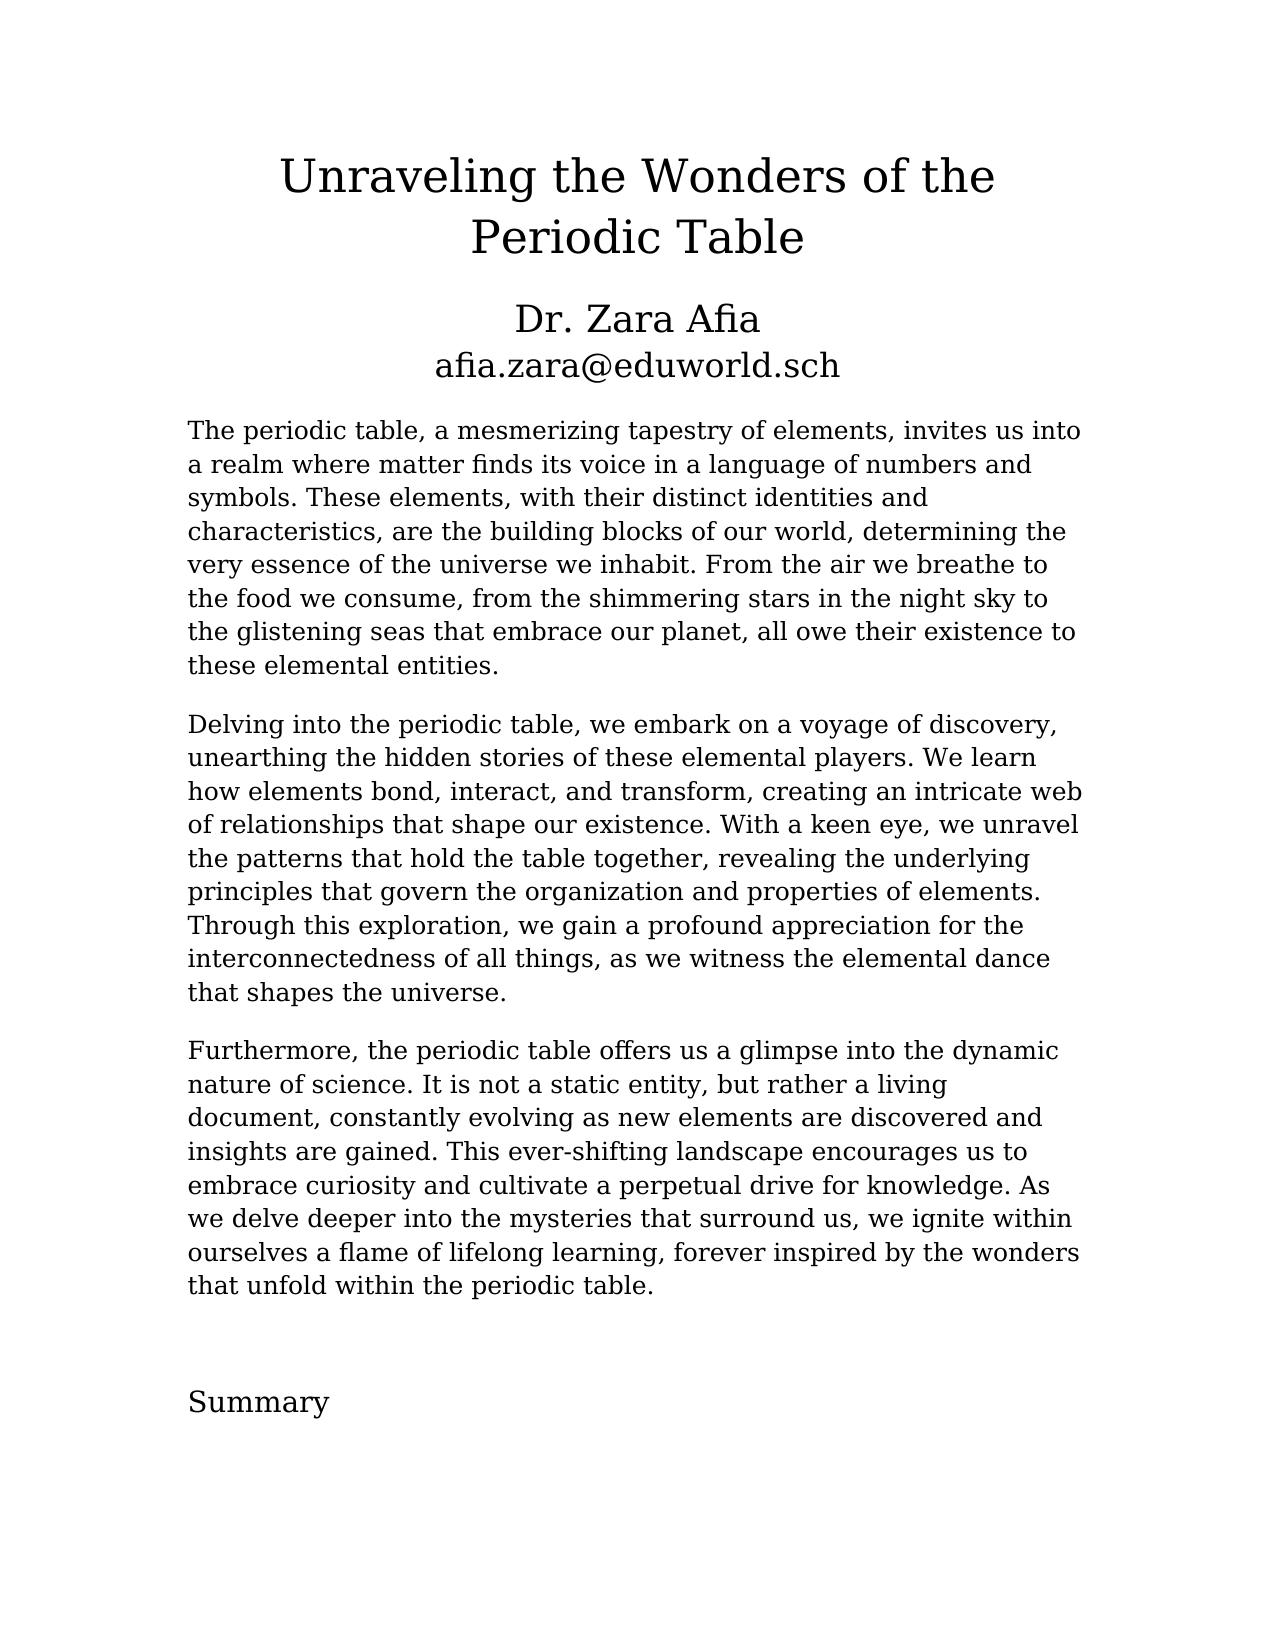 Unraveling the Wonders of the
Periodic Table
Dr. Zara Afia
afia.zara@eduworld.sch
The periodic table, a mesmerizing tapestry of elements, invites us into
a realm where matter finds its voice in a language of numbers and
symbols. These elements, with their distinct identities and
characteristics, are the building blocks of our world, determining the
very essence of the universe we inhabit. From the air we breathe to
the food we consume, from the shimmering stars in the night sky to
the glistening seas that embrace our planet, all owe their existence to
these elemental entities.
Delving into the periodic table, we embark on a voyage of discovery,
unearthing the hidden stories of these elemental players. We learn
how elements bond, interact, and transform, creating an intricate web
of relationships that shape our existence. With a keen eye, we unravel
the patterns that hold the table together, revealing the underlying
principles that govern the organization and properties of elements.
Through this exploration, we gain a profound appreciation for the
interconnectedness of all things, as we witness the elemental dance
that shapes the universe.
Furthermore, the periodic table offers us a glimpse into the dynamic
nature of science. It is not a static entity, but rather a living
document, constantly evolving as new elements are discovered and
insights are gained. This ever-shifting landscape encourages us to
embrace curiosity and cultivate a perpetual drive for knowledge. As
we delve deeper into the mysteries that surround us, we ignite within
ourselves a flame of lifelong learning, forever inspired by the wonders
that unfold within the periodic table.
Summary